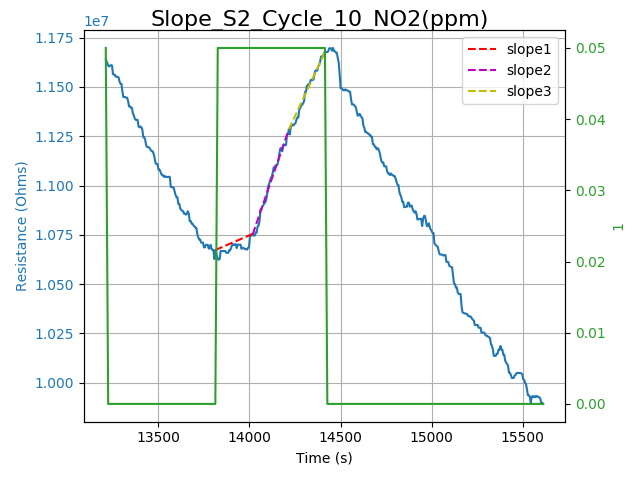 Slope_S2_Cycle_10_NO2(ppm)
1e7
1.175
1.150
1.125
1.100
1.075
1.050
1.025
1.000
Resistance (Ohms)
slope1
slope2
slope3
0.05
0.04
0.03
0.02
0.01
0.00
1
13500 14000 14500 15000 15500
Time (s)